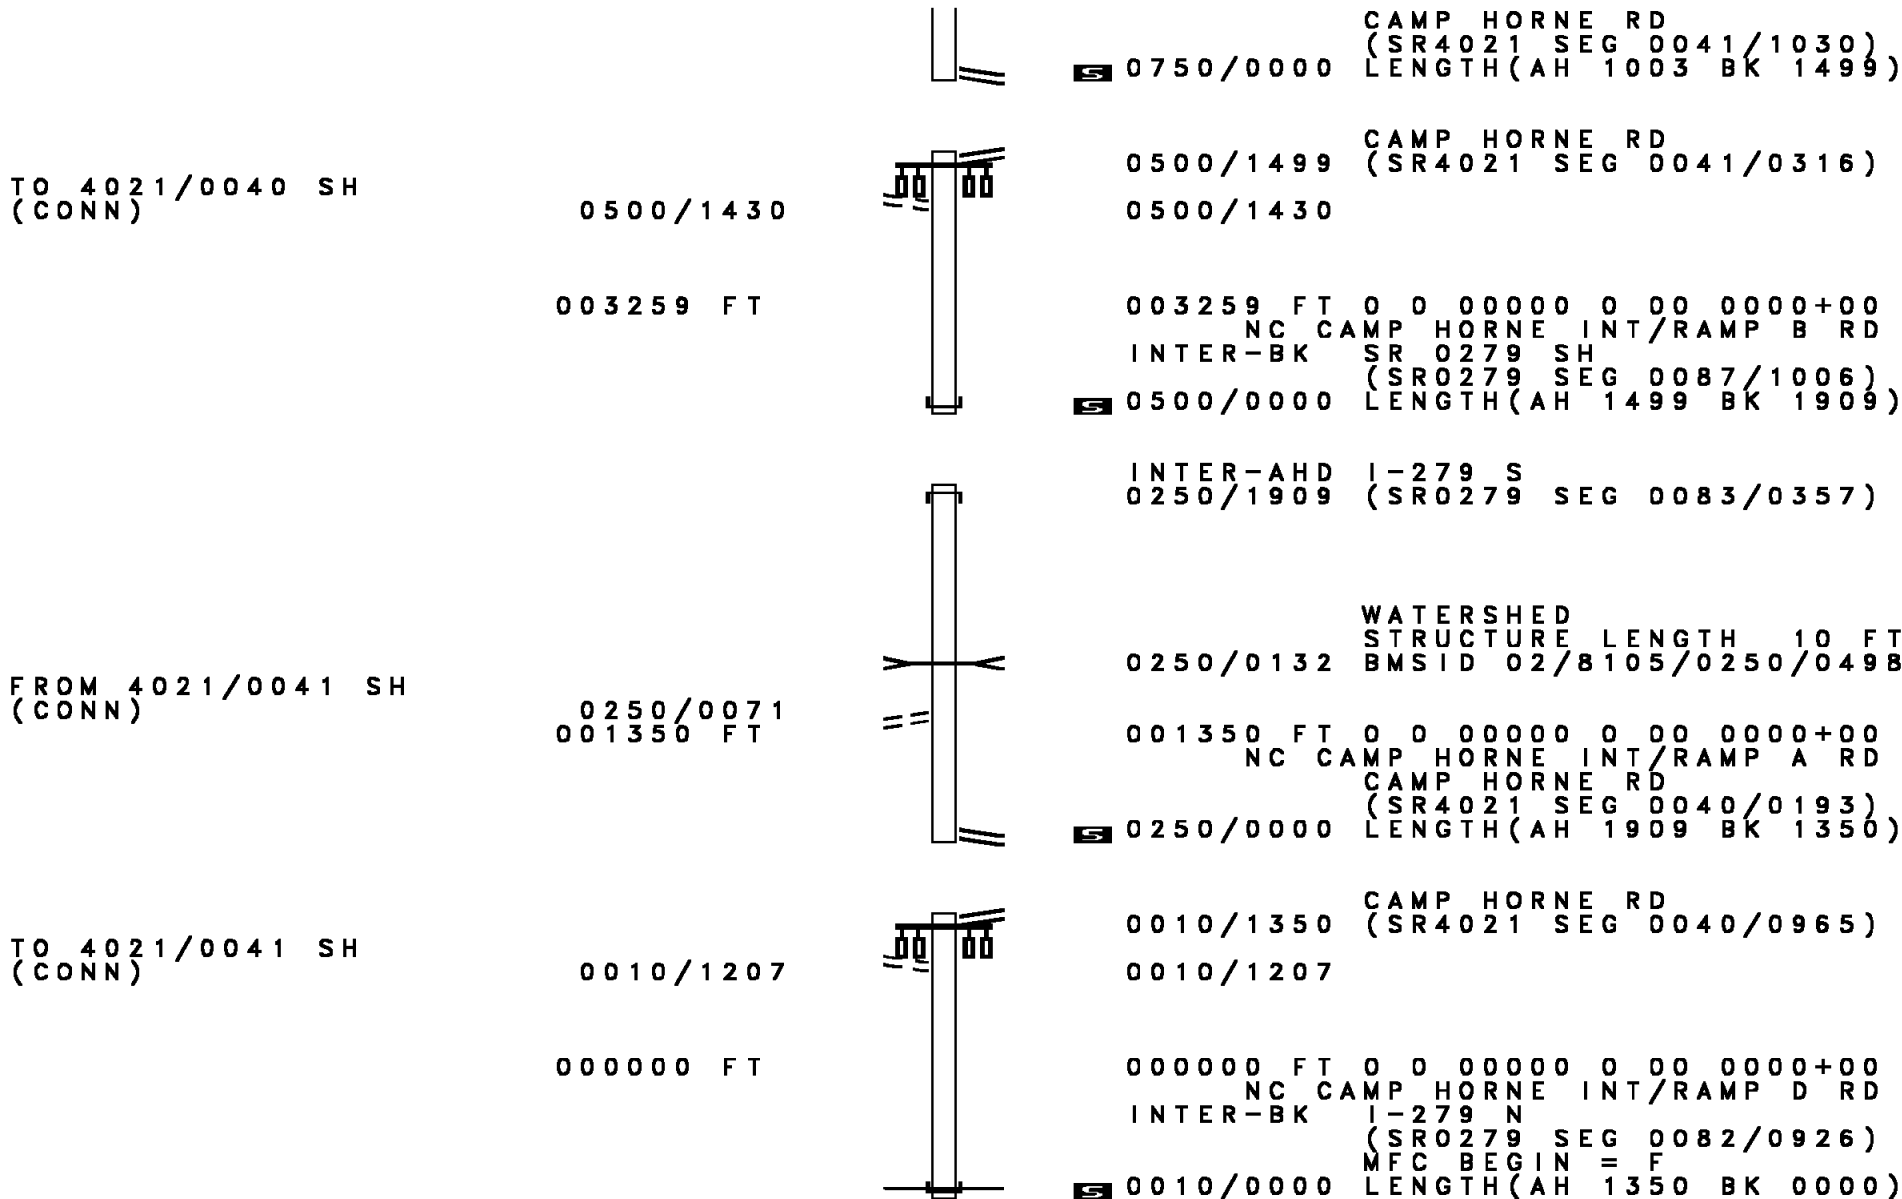 CAMP HORNE RD
(SR4021 SEG 0041/1030)
S 0750/0000 LENGTH(AH 1003 BK 1499)
CAMP HORNE RD
0500/1499 (SR4021 SEG 0041/0316)
TO 4021/0040 SH
(CONN) 0500/1430 0500/1430
003259 FT 003259 FT 0 0 00000 0 00 0000+00
NC CAMP HORNE INT/RAMP B RD
INTER-BK SR 0279 SH
(SR0279 SEG 0087/1006)
S 0500/0000 LENGTH(AH 1499 BK 1909)
INTER-AHD I-279 S
0250/1909 (SR0279 SEG 0083/0357)
WATERSHED
STRUCTURE LENGTH 10 FT
0250/0132 BMSID 02/8105/0250/0498
FROM 4021/0041 SH
(CONN) 0250/0071
001350 FT 001350 FT 0 0 00000 0 00 0000+00
NC CAMP HORNE INT/RAMP A RD
CAMP HORNE RD
(SR4021 SEG 0040/0193)
S 0250/0000 LENGTH(AH 1909 BK 1350)
CAMP HORNE RD
0010/1350 (SR4021 SEG 0040/0965)
TO 4021/0041 SH
(CONN) 0010/1207 0010/1207
000000 FT 000000 FT 0 0 00000 0 00 0000+00
NC CAMP HORNE INT/RAMP D RD
INTER-BK I-279 N
(SR0279 SEG 0082/0926)
MFC BEGIN = F
S 0010/0000 LENGTH(AH 1350 BK 0000)